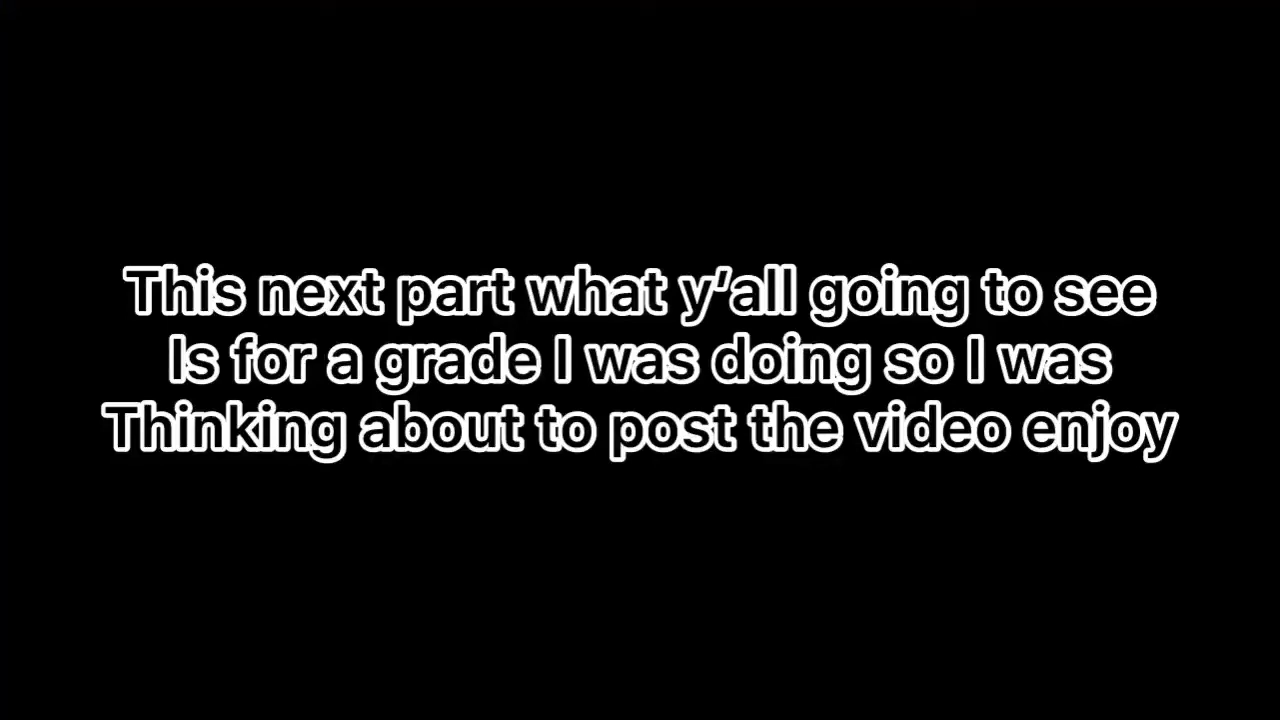 This next part what y’all going to see
Is for a grade I was doing so I was
Thinking about to post the video enjoy